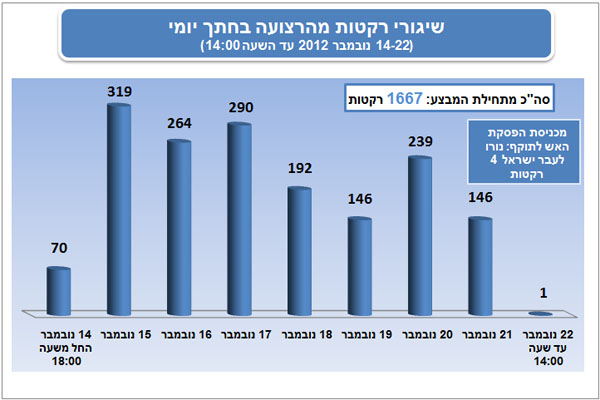 שיגורי רקטות מהרצועה בחתך יומי
(14-22 נובמבר 2012 עד השעה 14:00)
סה"כ מתחילת המבצע: 1667 רקטות
מכניסת הפסקת
האש לתוקף: נורו
לעבר ישראל 4
רקטות
70
319
264
290
192
146
239
146
1
14 נובמבר
החל משעה
18:00
15 נובמבר
16 נובמבר
17 נובמבר
18 נובמבר
19 נובמבר
20 נובמבר
21 נובמבר
22 נובמבר
עד שעה
14:00